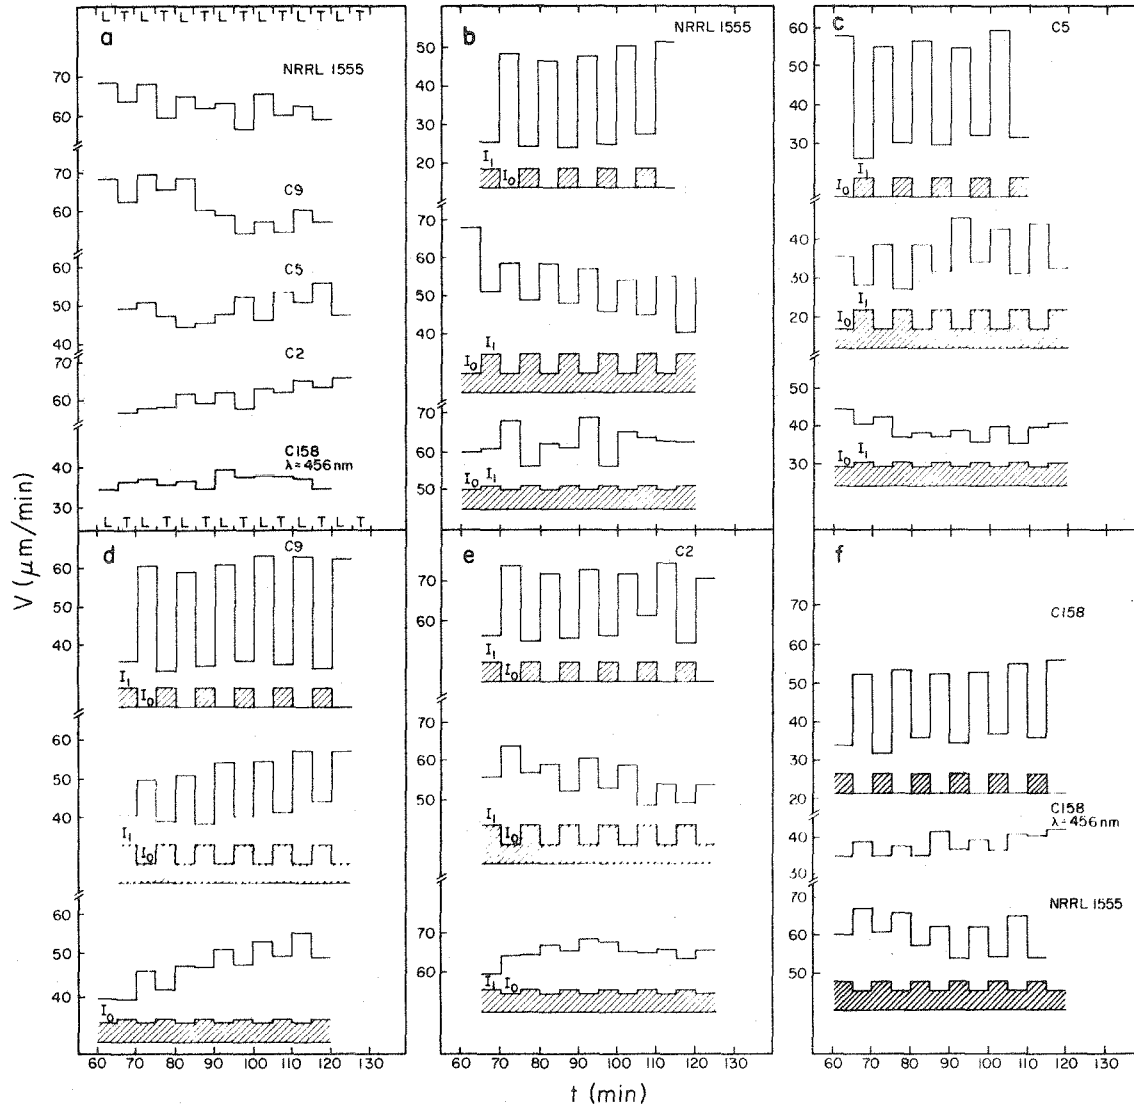 L T L T L T L T L T L T L T
a
NRRL 1555
70
60
C9
70
60
C5
60
50
40
C2
70
60
C158
λ=456 nm
40
30
L T L T L T L T L T L T L T
b
NRRL 1555
50
40
30
20
I₁
I₀
70
60
50
40
I₀
I₁
70
60
50
I₀
I₁
c
C5
60
50
40
30
I₀
I₁
40
30
20
I₀
I₁
50
40
30
I₀
I₁
V (μm/min)
d
C9
60
50
40
I₁
I₀
60
50
40
I₁
I₀
60
50
40
I₀
60 70 80 90 100 110 120 130
e
C2
70
60
50
I₁
I₀
60
50
I₁
I₀
70
60
I₁
I₀
60 70 80 90 100 110 120 130
f
C158
70
60
50
40
30
20
C158
λ=456 nm
40
30
NRRL 1555
70
60
50
60 70 80 90 100 110 120 130
t (min)